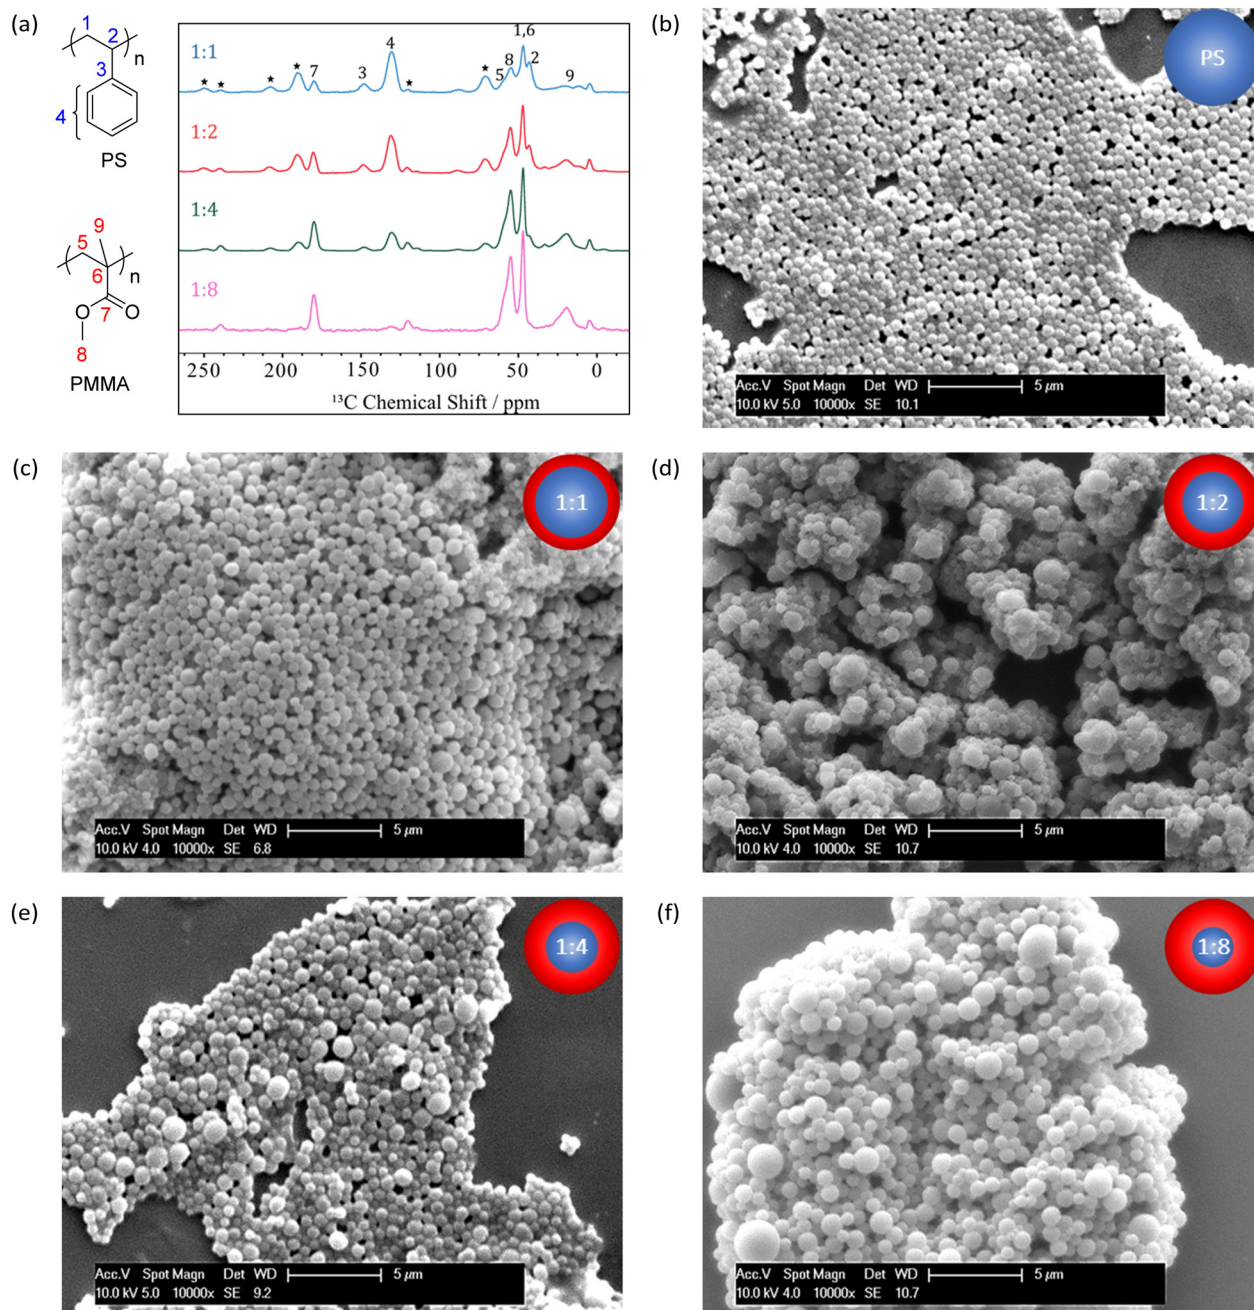 (a)
1
2
3
4
n
PS
9
5
6
7
8
O
O
n
PMMA
1:1
★ ★ ★ ★ 7 3 4 ★ ★ 5 8 1,6 2 9
1:2
1:4
1:8
250 200 150 100 50 0
¹³C Chemical Shift / ppm
(b)
PS
Acc.V Spot Magn Det WD 5 µm
10.0 kV 5.0 10000x SE 10.1
(c)
1:1
Acc.V Spot Magn Det WD 5 µm
10.0 kV 4.0 10000x SE 6.8
(d)
1:2
Acc.V Spot Magn Det WD 5 µm
10.0 kV 4.0 10000x SE 10.7
(e)
1:4
Acc.V Spot Magn Det WD 5 µm
10.0 kV 5.0 10000x SE 9.2
(f)
1:8
Acc.V Spot Magn Det WD 5 µm
10.0 kV 4.0 10000x SE 10.7